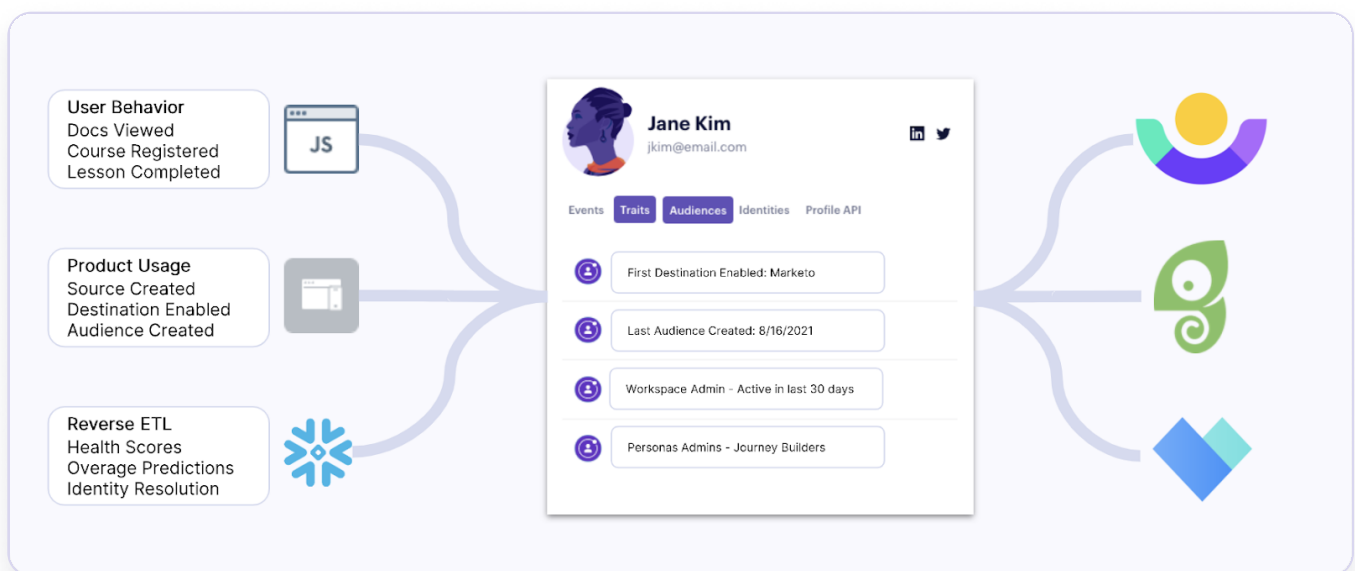 User Behavior
Docs Viewed
Course Registered
Lesson Completed
JS
Product Usage
Source Created
Destination Enabled
Audience Created
Reverse ETL
Health Scores
Overage Predictions
Identity Resolution
Jane Kim
jkim@email.com
in
Events Traits Audiences Identities Profile API
First Destination Enabled: Marketo
Last Audience Created: 8/16/2021
Workspace Admin - Active in last 30 days
Personas Admins - Journey Builders